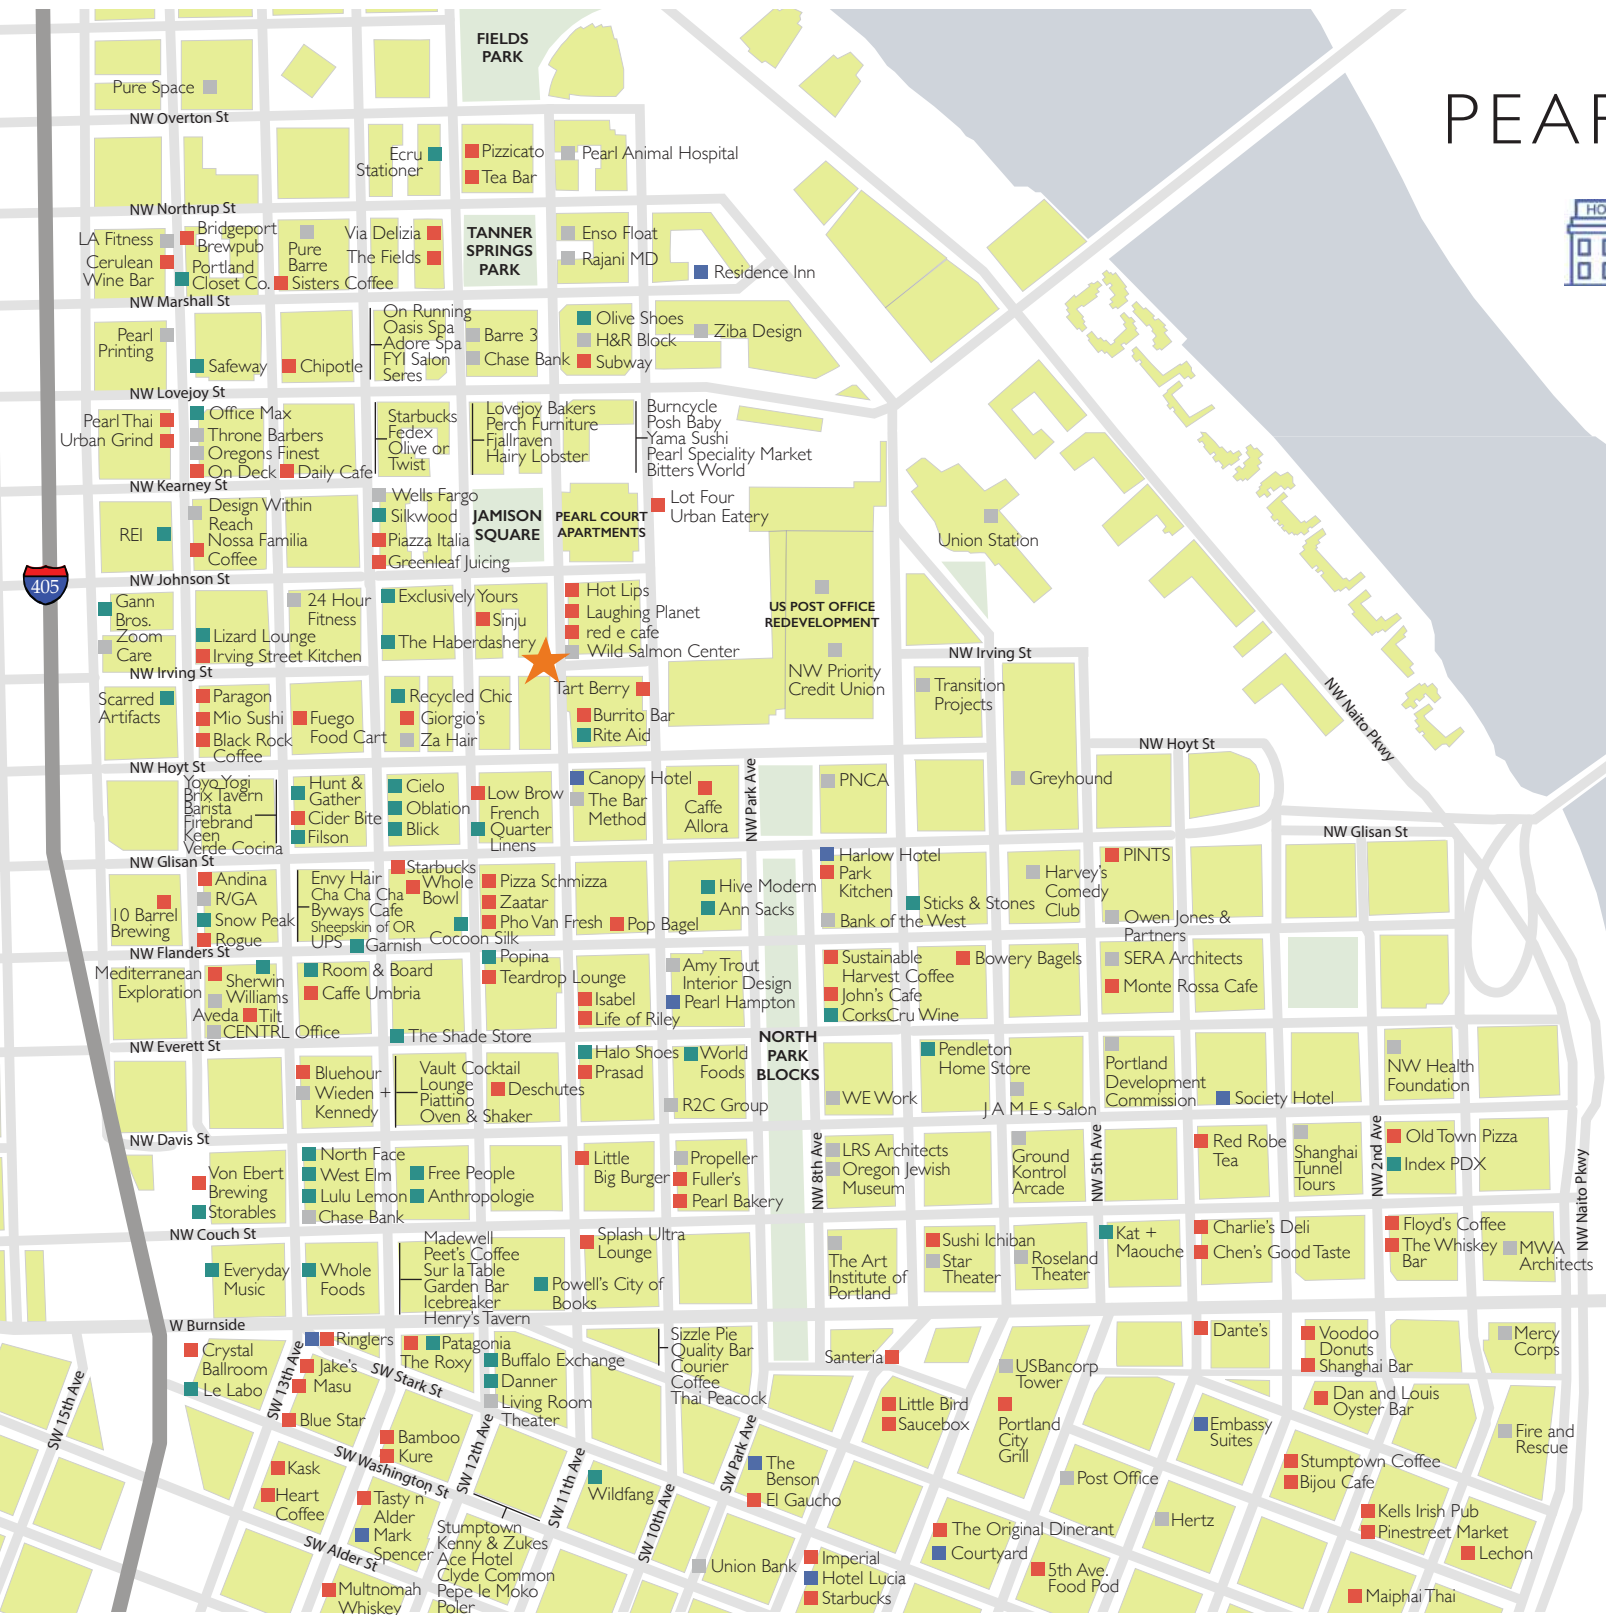 FIELDS
PARK
Pure Space
NW Overton St
PEAR
HO
Ecru
Stationer
Pizzicato
Tea Bar
Pearl Animal Hospital
NW Northrup St
LA Fitness
Bridgeport
Brewpub
Cerulean
Wine Bar
Portland
Closet Co.
Pure
Barre
Sisters Coffee
Via Delizia
The Fields
TANNER
SPRINGS
PARK
Enso Float
Rajani MD
Residence Inn
NW Marshall St
Pearl
Printing
Safeway
Chipotle
On Running
Oasis Spa
Adore Spa
FYI Salon
Seres
Barre 3
Chase Bank
Olive Shoes
H&R Block
Subway
Ziba Design
NW Lovejoy St
Pearl Thai
Urban Grind
Office Max
Throne Barbers
Oregons Finest
On Deck
Daily Cafe
Starbucks
Fedex
Olive or
Twist
Lovejoy Bakers
Perch Furniture
Fjallraven
Hairy Lobster
Burncycle
Posh Baby
Yama Sushi
Pearl Speciality Market
Bitters World
NW Kearney St
REI
Design Within
Reach
Nossa Familia
Coffee
Wells Fargo
Silkwood
Piazza Italia
Greenleaf Juicing
JAMISON
SQUARE
PEARL COURT
APARTMENTS
Lot Four
Urban Eatery
Union Station
NW Johnson St
405
Gann
Bros.
Zoom
Care
24 Hour
Fitness
Lizard Lounge
Irving Street Kitchen
Exclusively Yours
Sinju
The Haberdashery
Hot Lips
Laughing Planet
red e cafe
Wild Salmon Center
US POST OFFICE
REDEVELOPMENT
NW Priority
Credit Union
NW Irving St
NW Irving St
Scarred
Artifacts
Paragon
Mio Sushi
Black Rock
Coffee
Fuego
Food Cart
Recycled Chic
Giorgio's
Za Hair
Tart Berry
Burrito Bar
Rite Aid
Transition
Projects
NW Naito Pkwy
NW Hoyt St
NW Hoyt St
Yoyo Yogi
Brix Tavern
Barista
Firebrand
Keen
Verde Cocina
Hunt &
Gather
Cider Bite
Filson
Cielo
Oblation
Blick
Low Brow
French
Quarter
Linens
Canopy Hotel
The Bar
Method
Caffe
Allora
NW Park Ave
PNCA
Greyhound
NW Glisan St
NW Glisan St
10 Barrel
Brewing
Andina
R/GA
Snow Peak
Rogue
Envy Hair
Cha Cha Cha
Byways Cafe
Sheepskin of OR
UPS
Garnish
Starbucks
Whole
Bowl
Cocoon Silk
Pizza Schmizza
Zaatar
Pho Van Fresh
Pop Bagel
Hive Modern
Ann Sacks
Harlow Hotel
Park
Kitchen
Bank of the West
Sticks & Stones
Harvey's
Comedy
Club
PINTS
Owen Jones &
Partners
NW Flanders St
Mediterranean
Exploration
Sherwin
Williams
Aveda
Tilt
CENTRL Office
Room & Board
Caffe Umbria
The Shade Store
Popina
Teardrop Lounge
Isabel
Life of Riley
Amy Trout
Interior Design
Pearl Hampton
Sustainable
Harvest Coffee
John's Cafe
CorksCru Wine
Bowery Bagels
SERA Architects
Monte Rossa Cafe
NW Everett St
NORTH
PARK
BLOCKS
Bluehour
Wieden +
Kennedy
Vault Cocktail
Lounge
Piattino
Oven & Shaker
Deschutes
Halo Shoes
Prasad
World
Foods
R2C Group
WE Work
Pendleton
Home Store
J A M E S Salon
Portland
Development
Commission
Society Hotel
NW Health
Foundation
NW Davis St
Von Ebert
Brewing
Storables
North Face
West Elm
Lulu Lemon
Chase Bank
Free People
Anthropologie
Little
Big Burger
Propeller
Fuller's
Pearl Bakery
NW 8th Ave
LRS Architects
Oregon Jewish
Museum
Ground
Kontrol
Arcade
NW 5th Ave
Red Robe
Tea
Shanghai
Tunnel
Tours
NW 2nd Ave
Old Town Pizza
Index PDX
NW Naito Pkwy
NW Couch St
Everyday
Music
Whole
Foods
Madewell
Peet's Coffee
Sur la Table
Garden Bar
Icebreaker
Henry's Tavern
Splash Ultra
Lounge
Powell's City of
Books
The Art
Institute of
Portland
Sushi Ichiban
Star
Theater
Roseland
Theater
Kat +
Maouche
Charlie's Deli
Chen's Good Taste
Floyd's Coffee
The Whiskey
Bar
MWA
Architects
W Burnside
Crystal
Ballroom
Le Labo
SW 13th Ave
Ringlers
Jake's
Masu
Blue Star
SW Stark St
The Roxy
Patagonia
Buffalo Exchange
Danner
Living Room
Theater
Sizzle Pie
Quality Bar
Courier
Coffee
Thai Peacock
Santeria
Little Bird
Saucebox
USBancorp
Tower
Portland
City
Grill
Dante's
Voodoo
Donuts
Shanghai Bar
Dan and Louis
Oyster Bar
Mercy
Corps
Fire and
Rescue
Embassy
Suites
SW 15th Ave
Bamboo
Kure
SW Washington St
SW 12th Ave
SW 11th Ave
SW 10th Ave
SW Park Ave
Kask
Heart
Coffee
Tasty n
Alder
Mark
Spencer
SW Alder St
Multnomah
Whiskey
Stumptown
Kenny & Zukes
Ace Hotel
Clyde Common
Pepe le Moko
Poler
Wildfang
The
Benson
El Gaucho
Union Bank
Imperial
Hotel Lucia
Starbucks
The Original Dinerant
Courtyard
5th Ave.
Food Pod
Post Office
Hertz
Stumptown Coffee
Bijou Cafe
Kells Irish Pub
Pinestreet Market
Lechon
Maiphai Thai